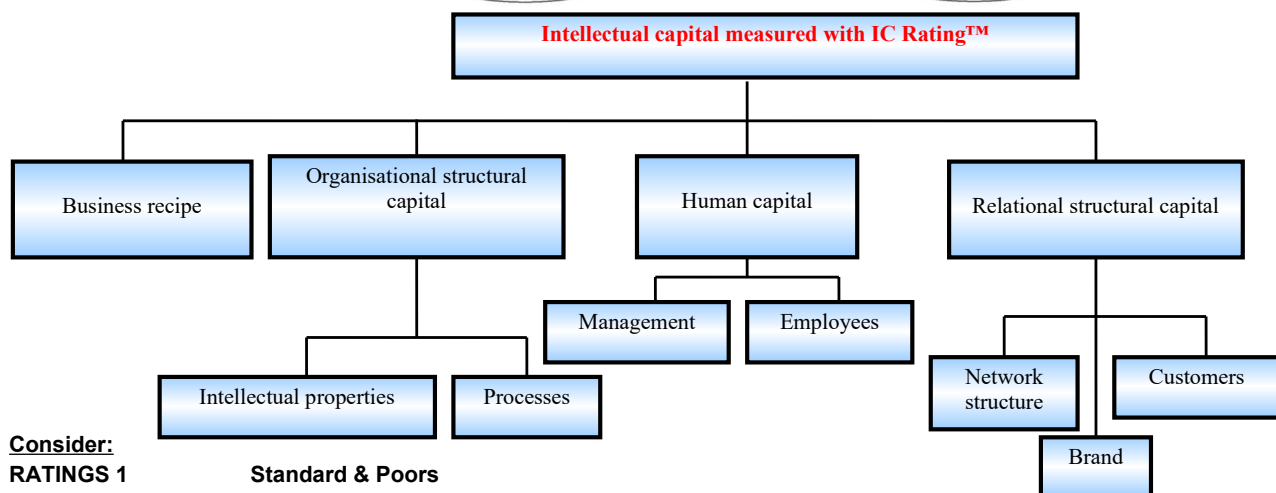 Intellectual capital measured with IC Rating™
Business recipe
Organisational structural
capital
Human capital
Relational structural capital
Management
Employees
Intellectual properties
Processes
Network
structure
Customers
Brand
Consider:
RATINGS 1 Standard & Poors